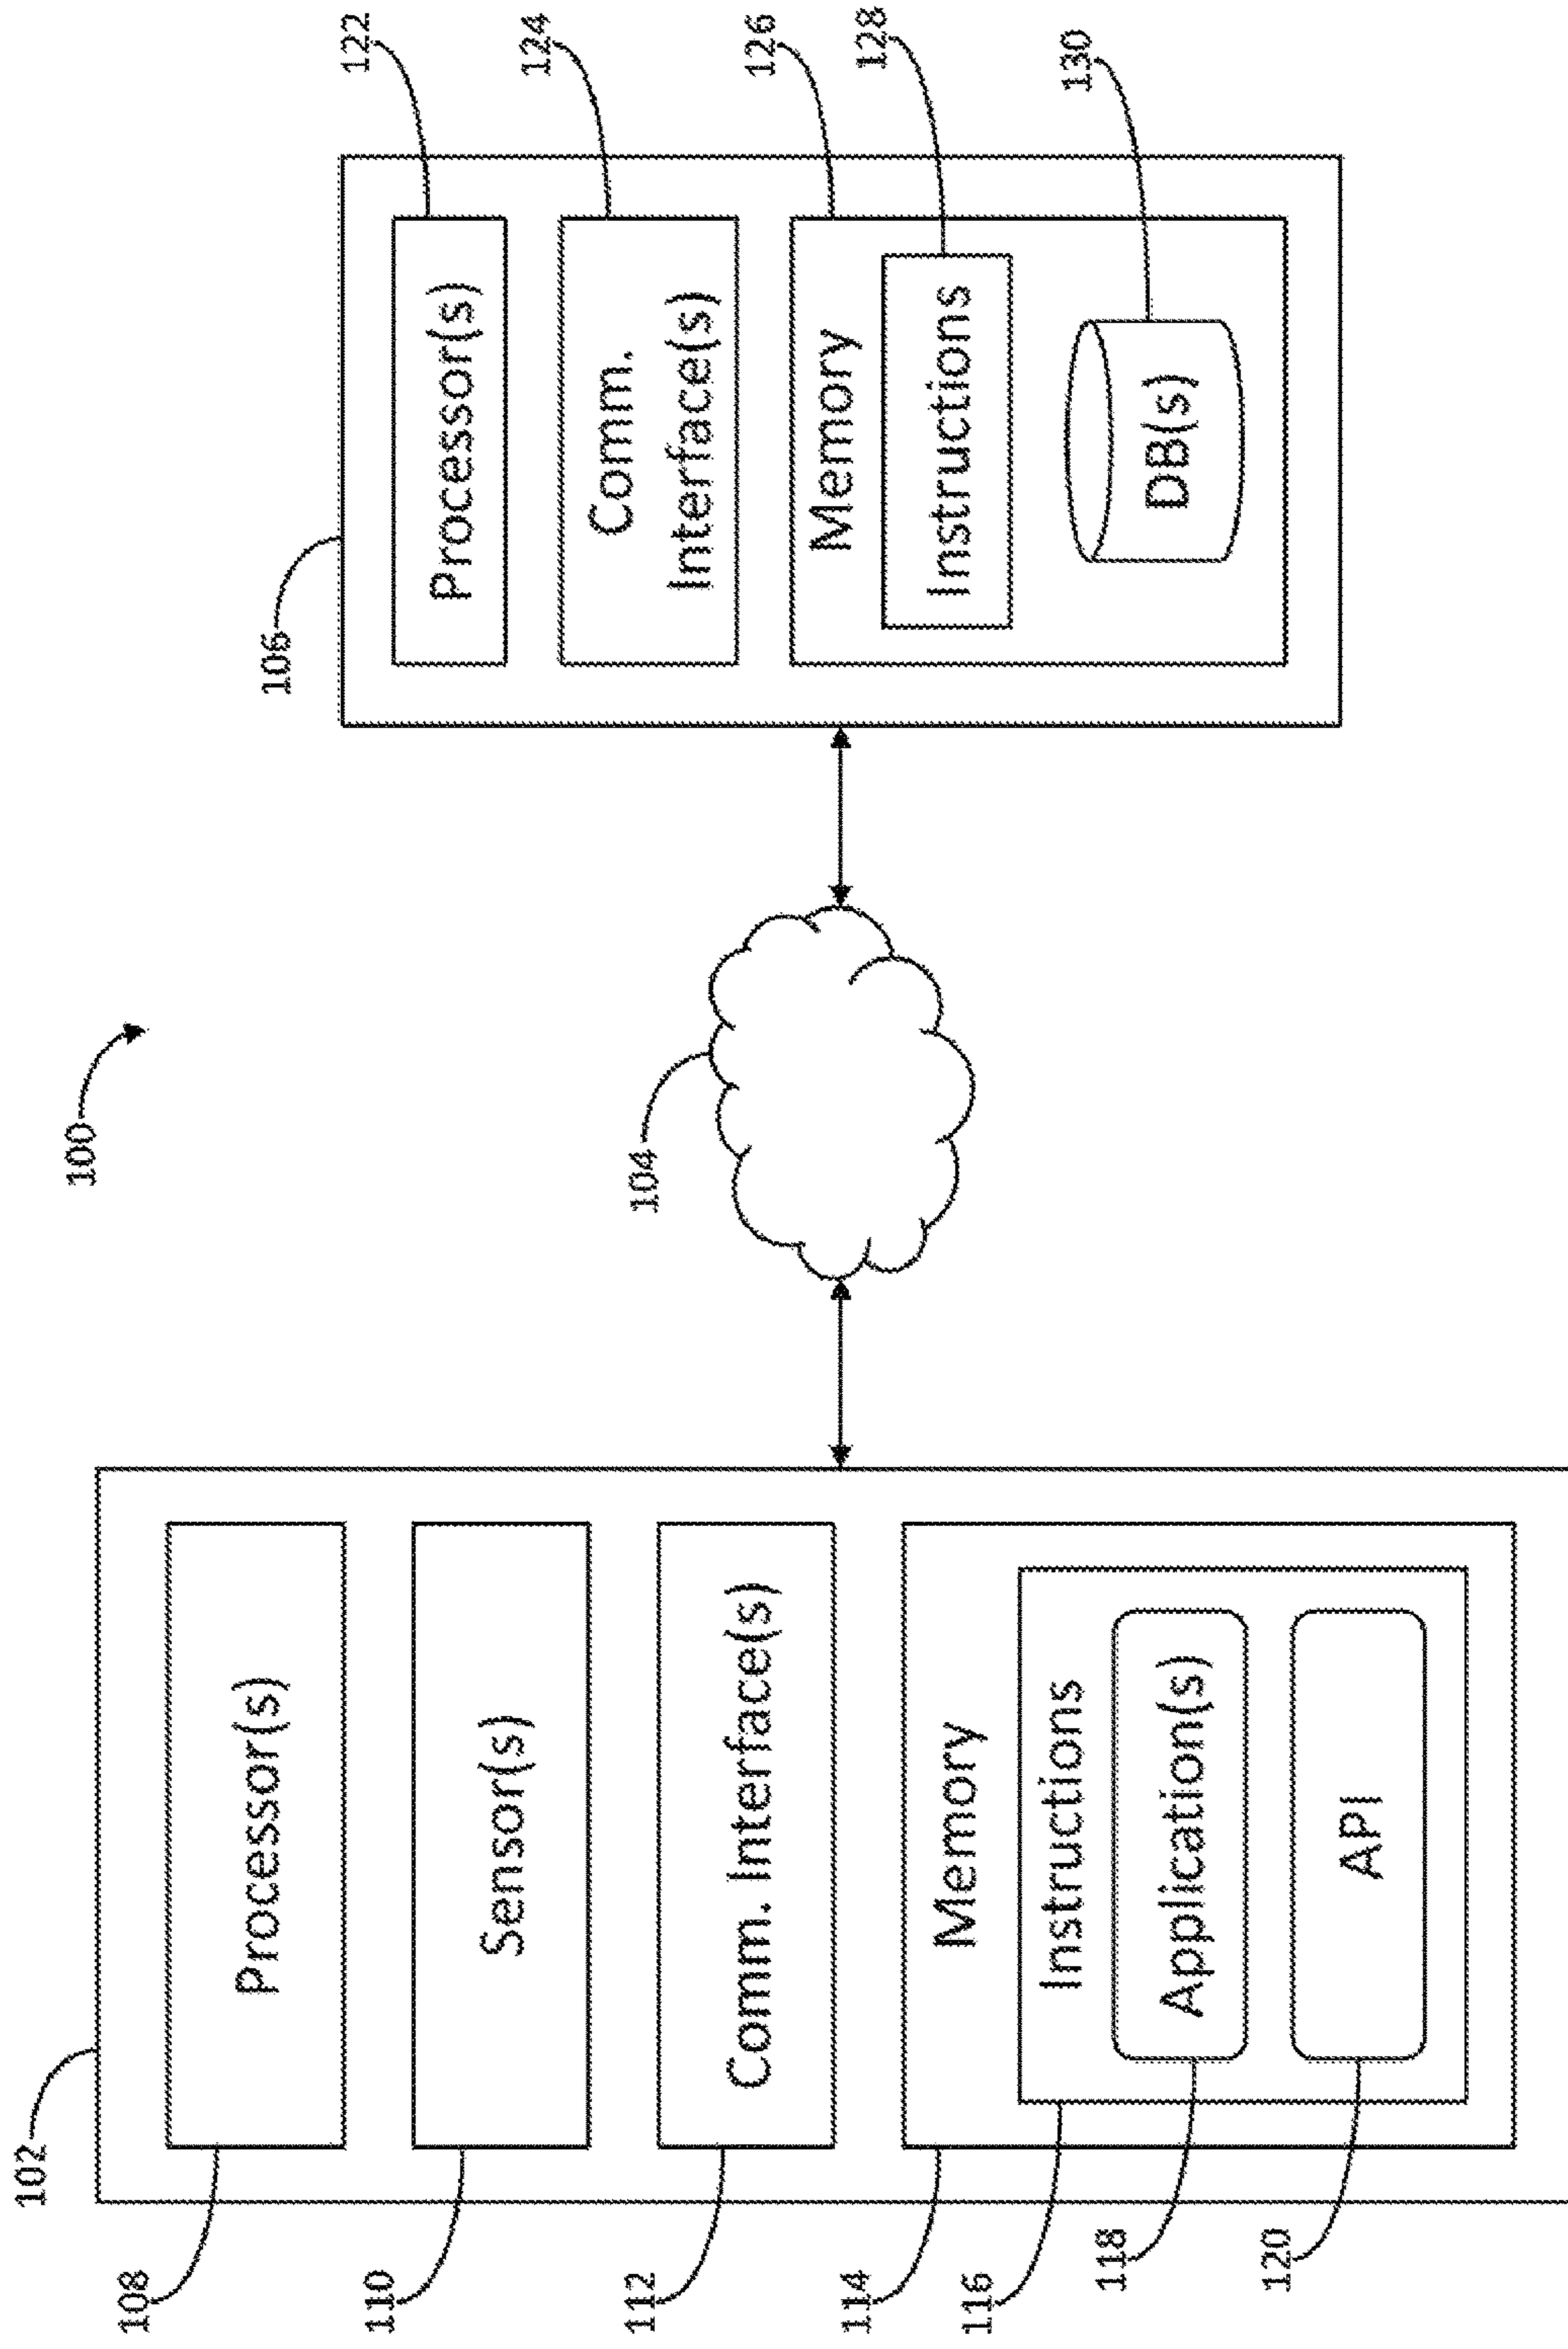 100
102
108
Processor(s)
110
Sensor(s)
112
Comm. Interface(s)
114
Memory
116
Instructions
118
Application(s)
120
API
104
106
Processor(s)
122
Comm.
Interface(s)
124
Memory
126
Instructions
128
DB(s)
130